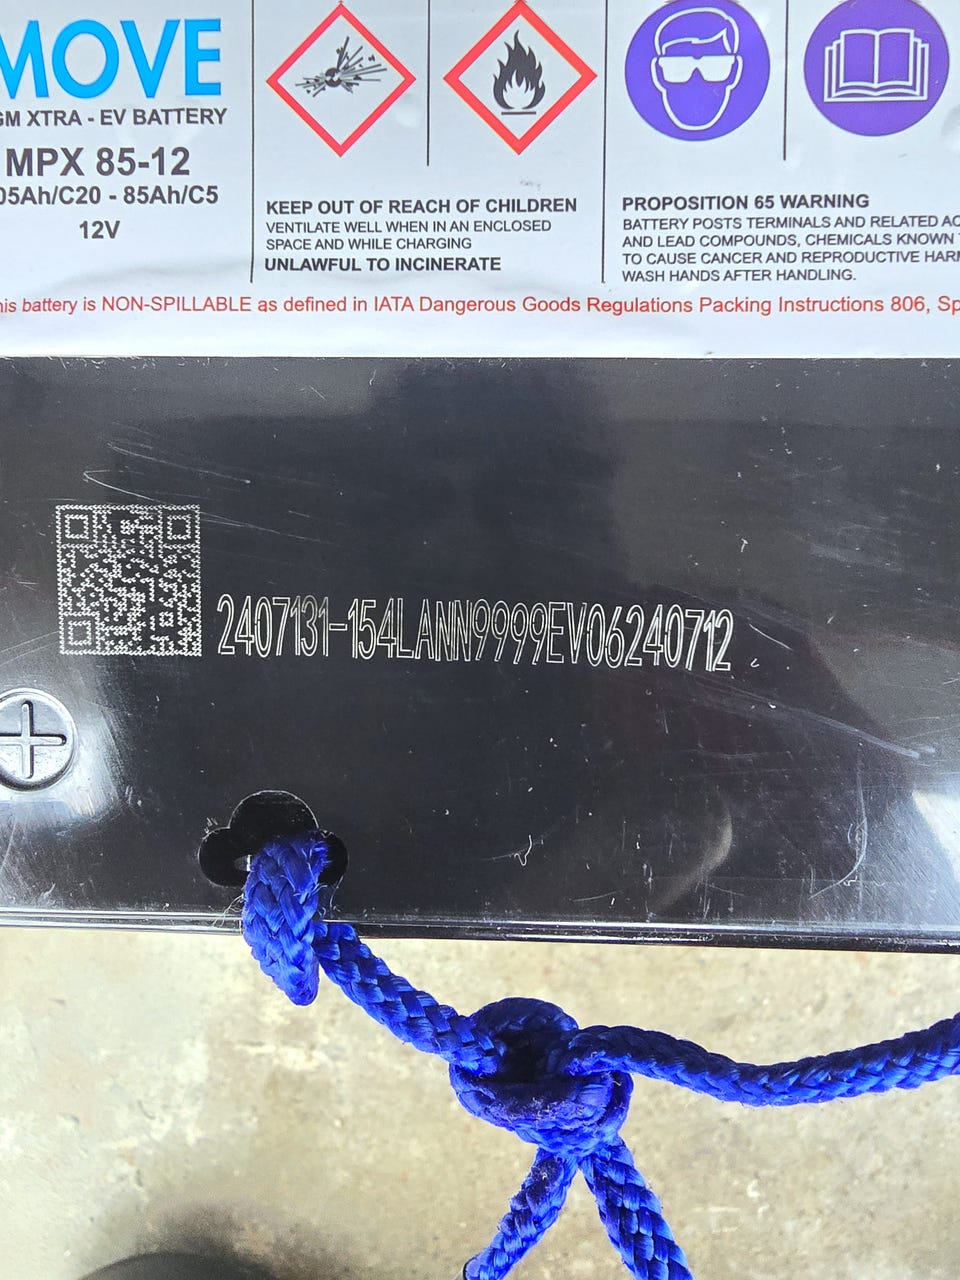 MOVE
GM XTRA - EV BATTERY
MPX 85-12
05Ah/C20 - 85Ah/C5
12V
KEEP OUT OF REACH OF CHILDREN
VENTILATE WELL WHEN IN AN ENCLOSED
SPACE AND WHILE CHARGING
UNLAWFUL TO INCINERATE
PROPOSITION 65 WARNING
BATTERY POSTS TERMINALS AND RELATED AC
AND LEAD COMPOUNDS, CHEMICALS KNOWN
TO CAUSE CANCER AND REPRODUCTIVE HARM
WASH HANDS AFTER HANDLING.
his battery is NON-SPILLABLE as defined in IATA Dangerous Goods Regulations Packing Instructions 806, Sp
2407131-154LANN9999EV06240712